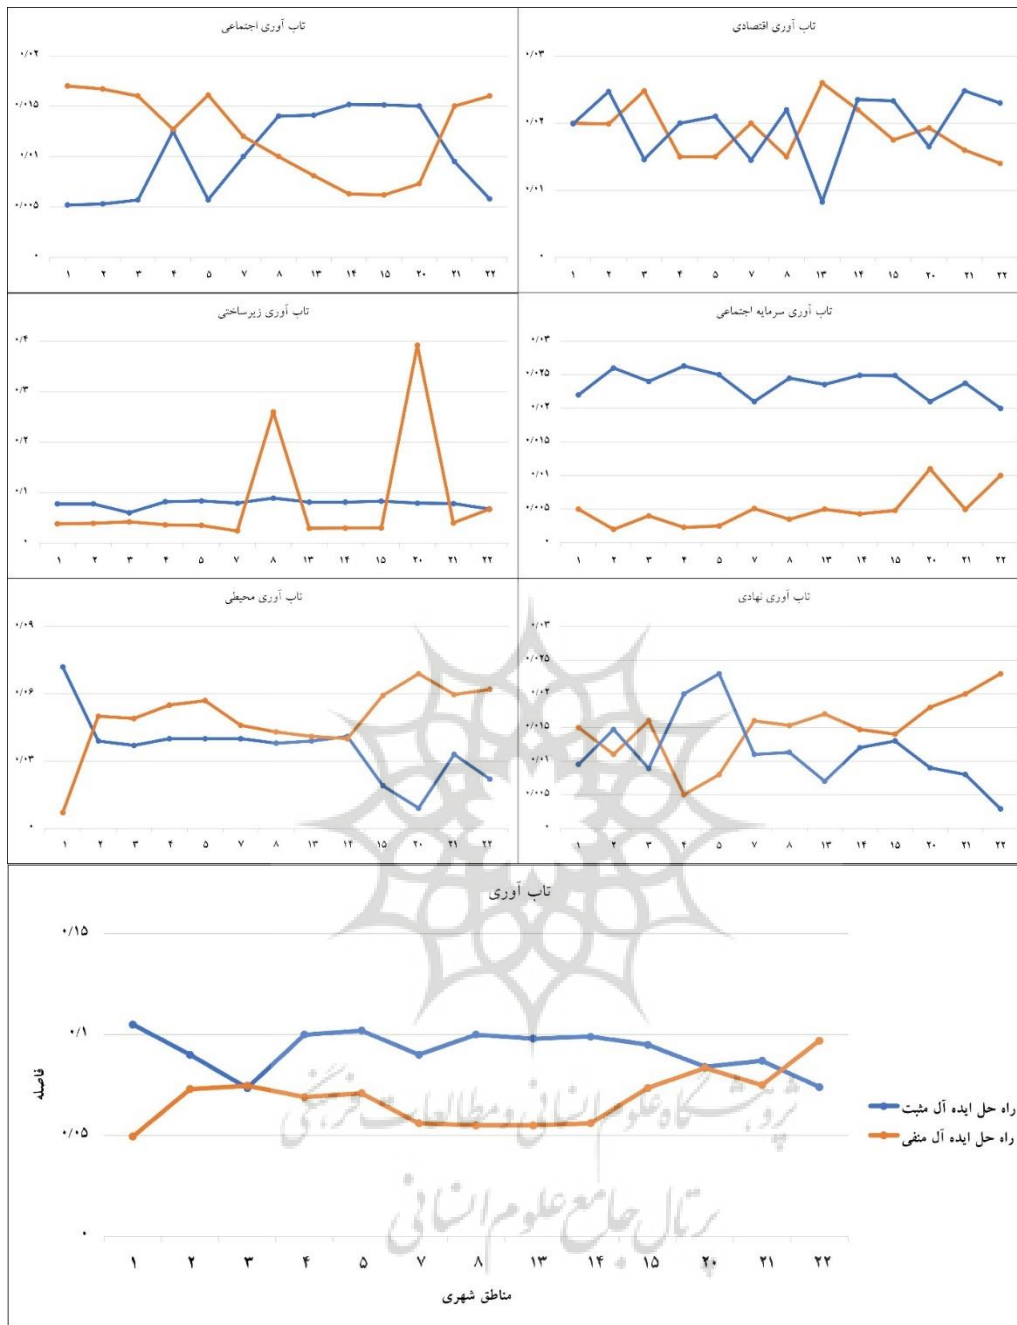 تاب آوری اجتماعی
۰/۰۲
۰/۰۱۵
۰/۰۱
۰/۰۰۵
۰
۱ ۲ ۳ ۴ ۵ ۷ ۸ ۱۳ ۱۴ ۱۵ ۲۰ ۲۱ ۲۲
تاب آوری اقتصادی
۰/۰۳
۰/۰۲
۰/۰۱
۰
۱ ۲ ۳ ۴ ۵ ۷ ۸ ۱۳ ۱۴ ۱۵ ۲۰ ۲۱ ۲۲
تاب آوری زیرساختی
۰/۴
۰/۳
۰/۲
۰/۱
۰
۱ ۲ ۳ ۴ ۵ ۷ ۸ ۱۳ ۱۴ ۱۵ ۲۰ ۲۱ ۲۲
تاب آوری سرمایه اجتماعی
۰/۰۳
۰/۰۲۵
۰/۰۲
۰/۰۱۵
۰/۰۱
۰/۰۰۵
۰
۱ ۲ ۳ ۴ ۵ ۷ ۸ ۱۳ ۱۴ ۱۵ ۲۰ ۲۱ ۲۲
تاب آوری محیطی
۰/۰۹
۰/۰۶
۰/۰۳
۰
۱ ۲ ۳ ۴ ۵ ۷ ۸ ۱۳ ۱۴ ۱۵ ۲۰ ۲۱ ۲۲
تاب آوری نهادی
۰/۰۳
۰/۰۲۵
۰/۰۲
۰/۰۱۵
۰/۰۱
۰/۰۰۵
۰
۱ ۲ ۳ ۴ ۵ ۷ ۸ ۱۳ ۱۴ ۱۵ ۲۰ ۲۱ ۲۲
تاب آوری
۰/۱۵
۰/۱
۰/۰۵
۰
فاصله
۱ ۲ ۳ ۴ ۵ ۷ ۸ ۱۳ ۱۴ ۱۵ ۲۰ ۲۱ ۲۲
مناطق شهری
راه حل ایده آل مثبت
راه حل ایده آل منفی
پژوهشگاه علوم انسانی و مطالعات فرهنگی
پرتال جامع علوم انسانی